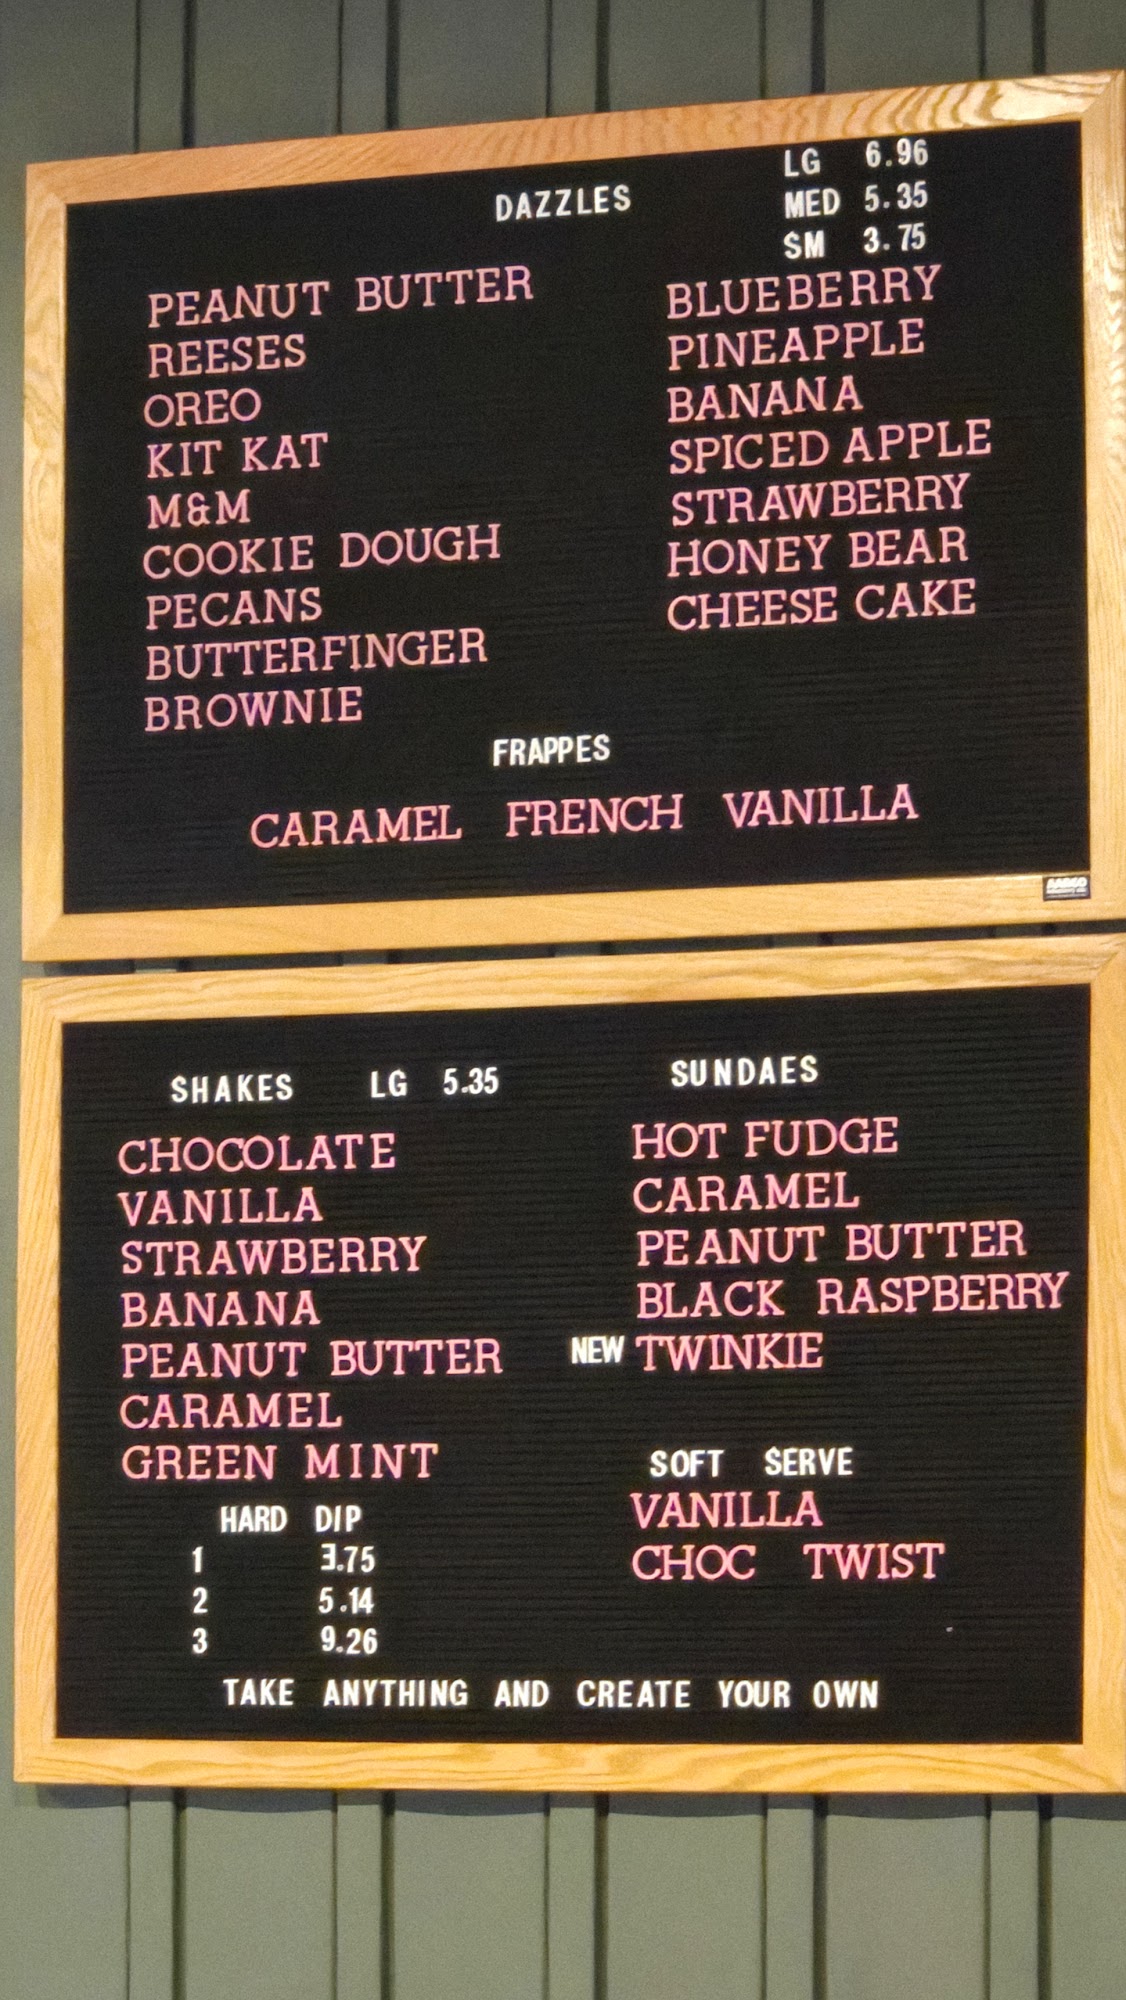 DAZZLES
LG 6.96
MED 5.35
SM 3.75
PEANUT BUTTER
REESES
OREO
KIT KAT
M&M
COOKIE DOUGH
PECANS
BUTTERFINGER
BROWNIE
BLUEBERRY
PINEAPPLE
BANANA
SPICED APPLE
STRAWBERRY
HONEY BEAR
CHEESE CAKE
FRAPPES
CARAMEL FRENCH VANILLA
SHAKES LG 5.35
CHOCOLATE
VANILLA
STRAWBERRY
BANANA
PEANUT BUTTER
CARAMEL
GREEN MINT
HARD DIP
1 3.75
2 5.14
3 9.26
SUNDAES
HOT FUDGE
CARAMEL
PEANUT BUTTER
BLACK RASPBERRY
NEW TWINKIE
SOFT SERVE
VANILLA
CHOC TWIST
TAKE ANYTHING AND CREATE YOUR OWN